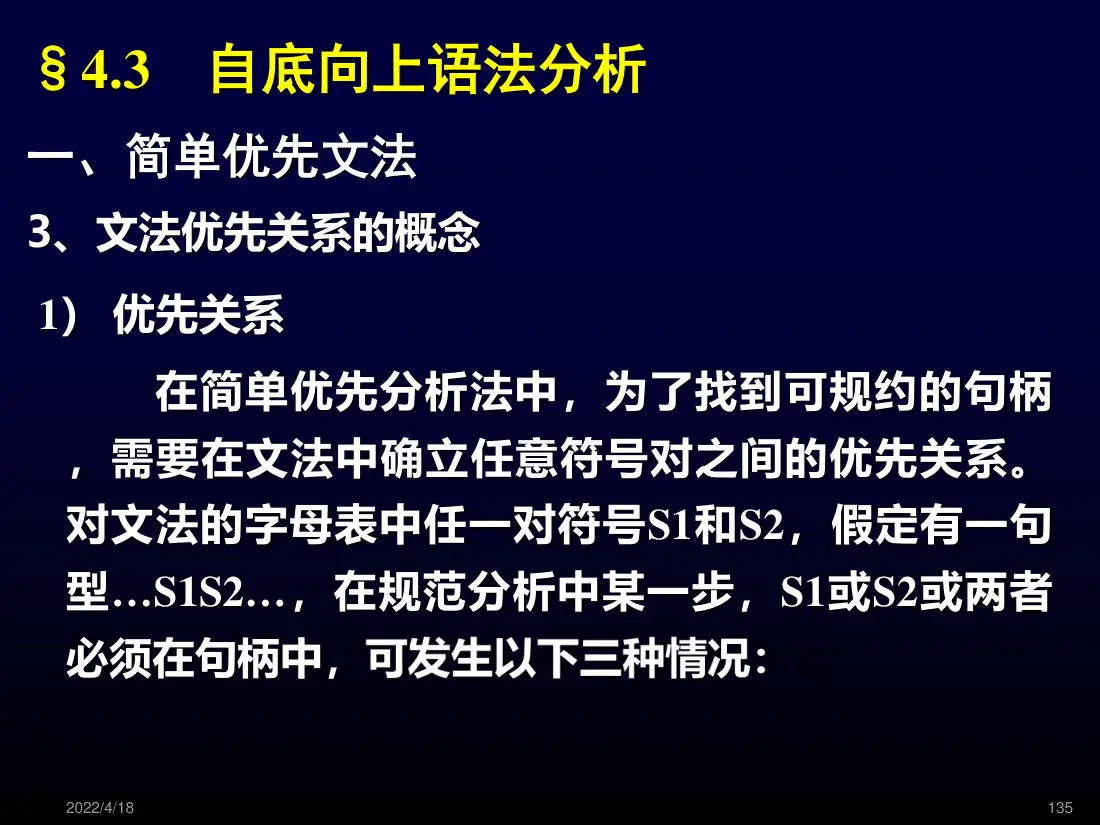 §4.3 自底向上语法分析
一、简单优先文法
3、文法优先关系的概念
1) 优先关系
在简单优先分析法中，为了找到可规约的句柄
，需要在文法中确立任意符号对之间的优先关系。
对文法的字母表中任一对符号S1和S2，假定有一句
型…S1S2…，在规范分析中某一步，S1或S2或两者
必须在句柄中，可发生以下三种情况：
2022/4/18
135